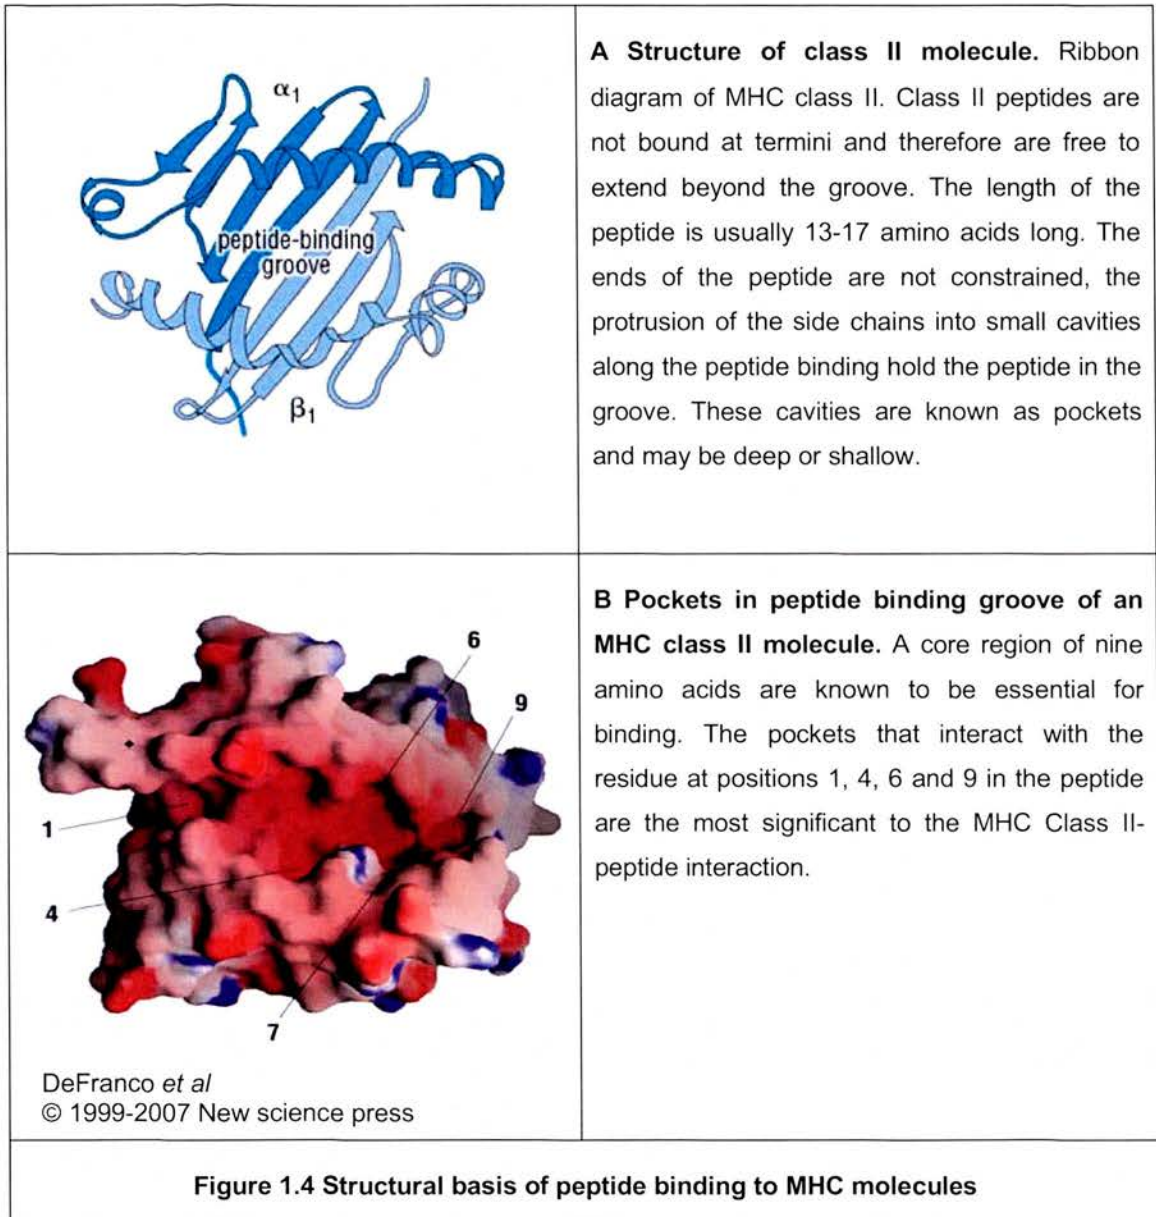 α1
peptide-binding
groove
β1
A Structure of class II molecule. Ribbon
diagram of MHC class II. Class II peptides are
not bound at termini and therefore are free to
extend beyond the groove. The length of the
peptide is usually 13-17 amino acids long. The
ends of the peptide are not constrained, the
protrusion of the side chains into small cavities
along the peptide binding hold the peptide in the
groove. These cavities are known as pockets
and may be deep or shallow.
6
9
1
4
7
DeFranco et al
© 1999-2007 New science press
B Pockets in peptide binding groove of an
MHC class II molecule. A core region of nine
amino acids are known to be essential for
binding. The pockets that interact with the
residue at positions 1, 4, 6 and 9 in the peptide
are the most significant to the MHC Class II-
peptide interaction.
Figure 1.4 Structural basis of peptide binding to MHC molecules